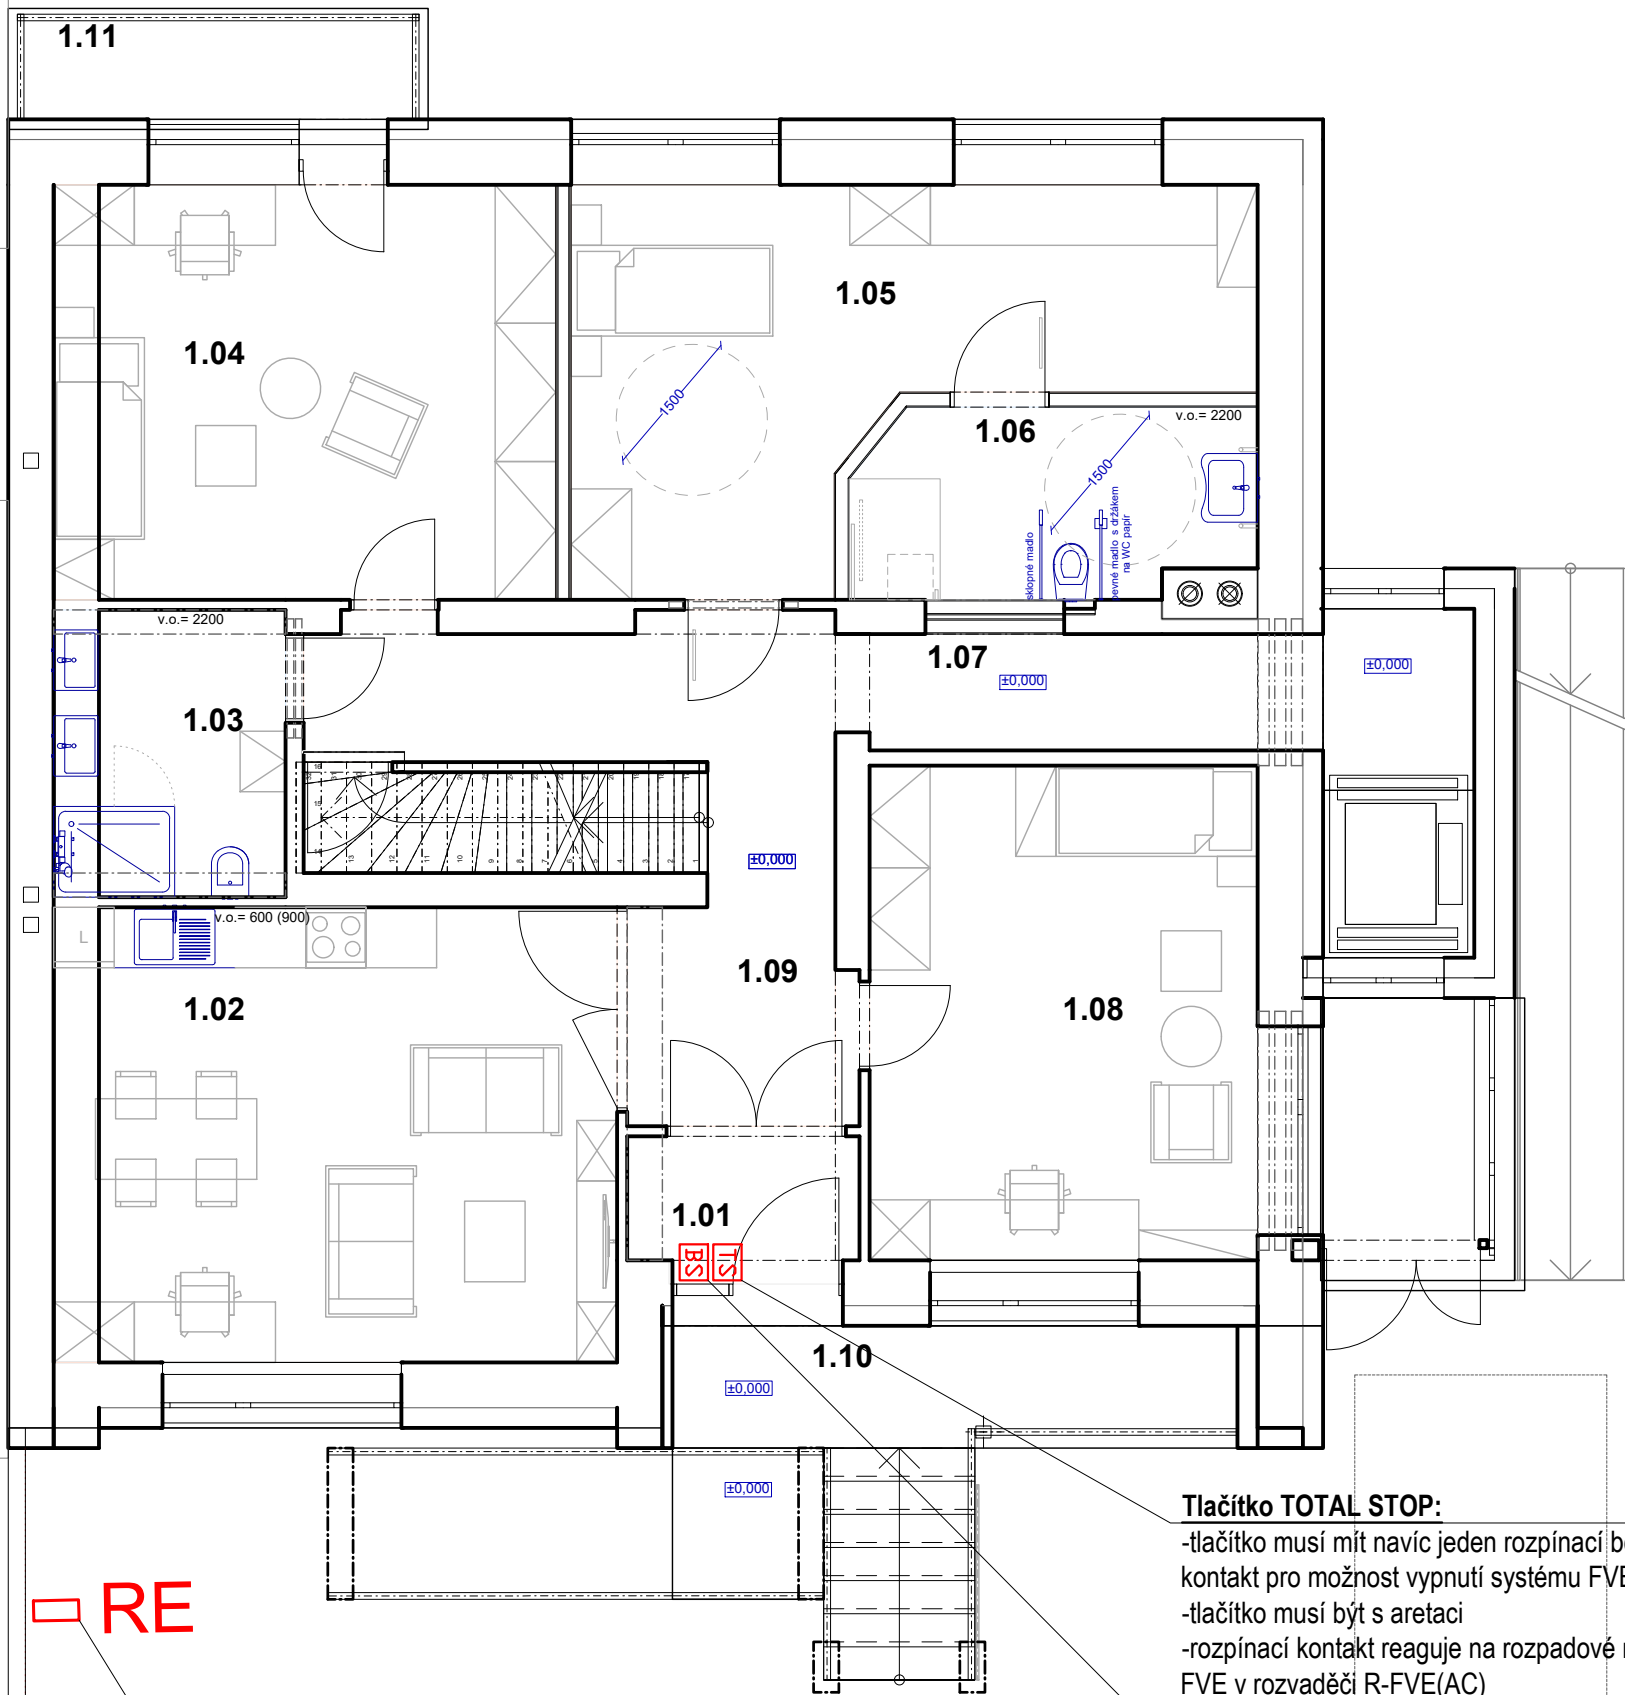 1.11
1.05
1.04
1500
v.o.= 2200
1.06
1500
sklopné madlo
pevné madlo s držákem
na WC papír
v.o.= 2200
1.07
±0,000
±0,000
1.03
±0,000
v.o.= 600 (900)
L
1.09
1.02
1.08
1.01
BS
TS
1.10
±0,000
±0,000
Tlačítko TOTAL STOP:
-tlačítko musí mít navíc jeden rozpínací
kontakt pro možnost vypnutí systému FVE
-tlačítko musí být s aretaci
-rozpínací kontakt reaguje na rozpadové
FVE v rozvaděči R-FVE(AC)
RE